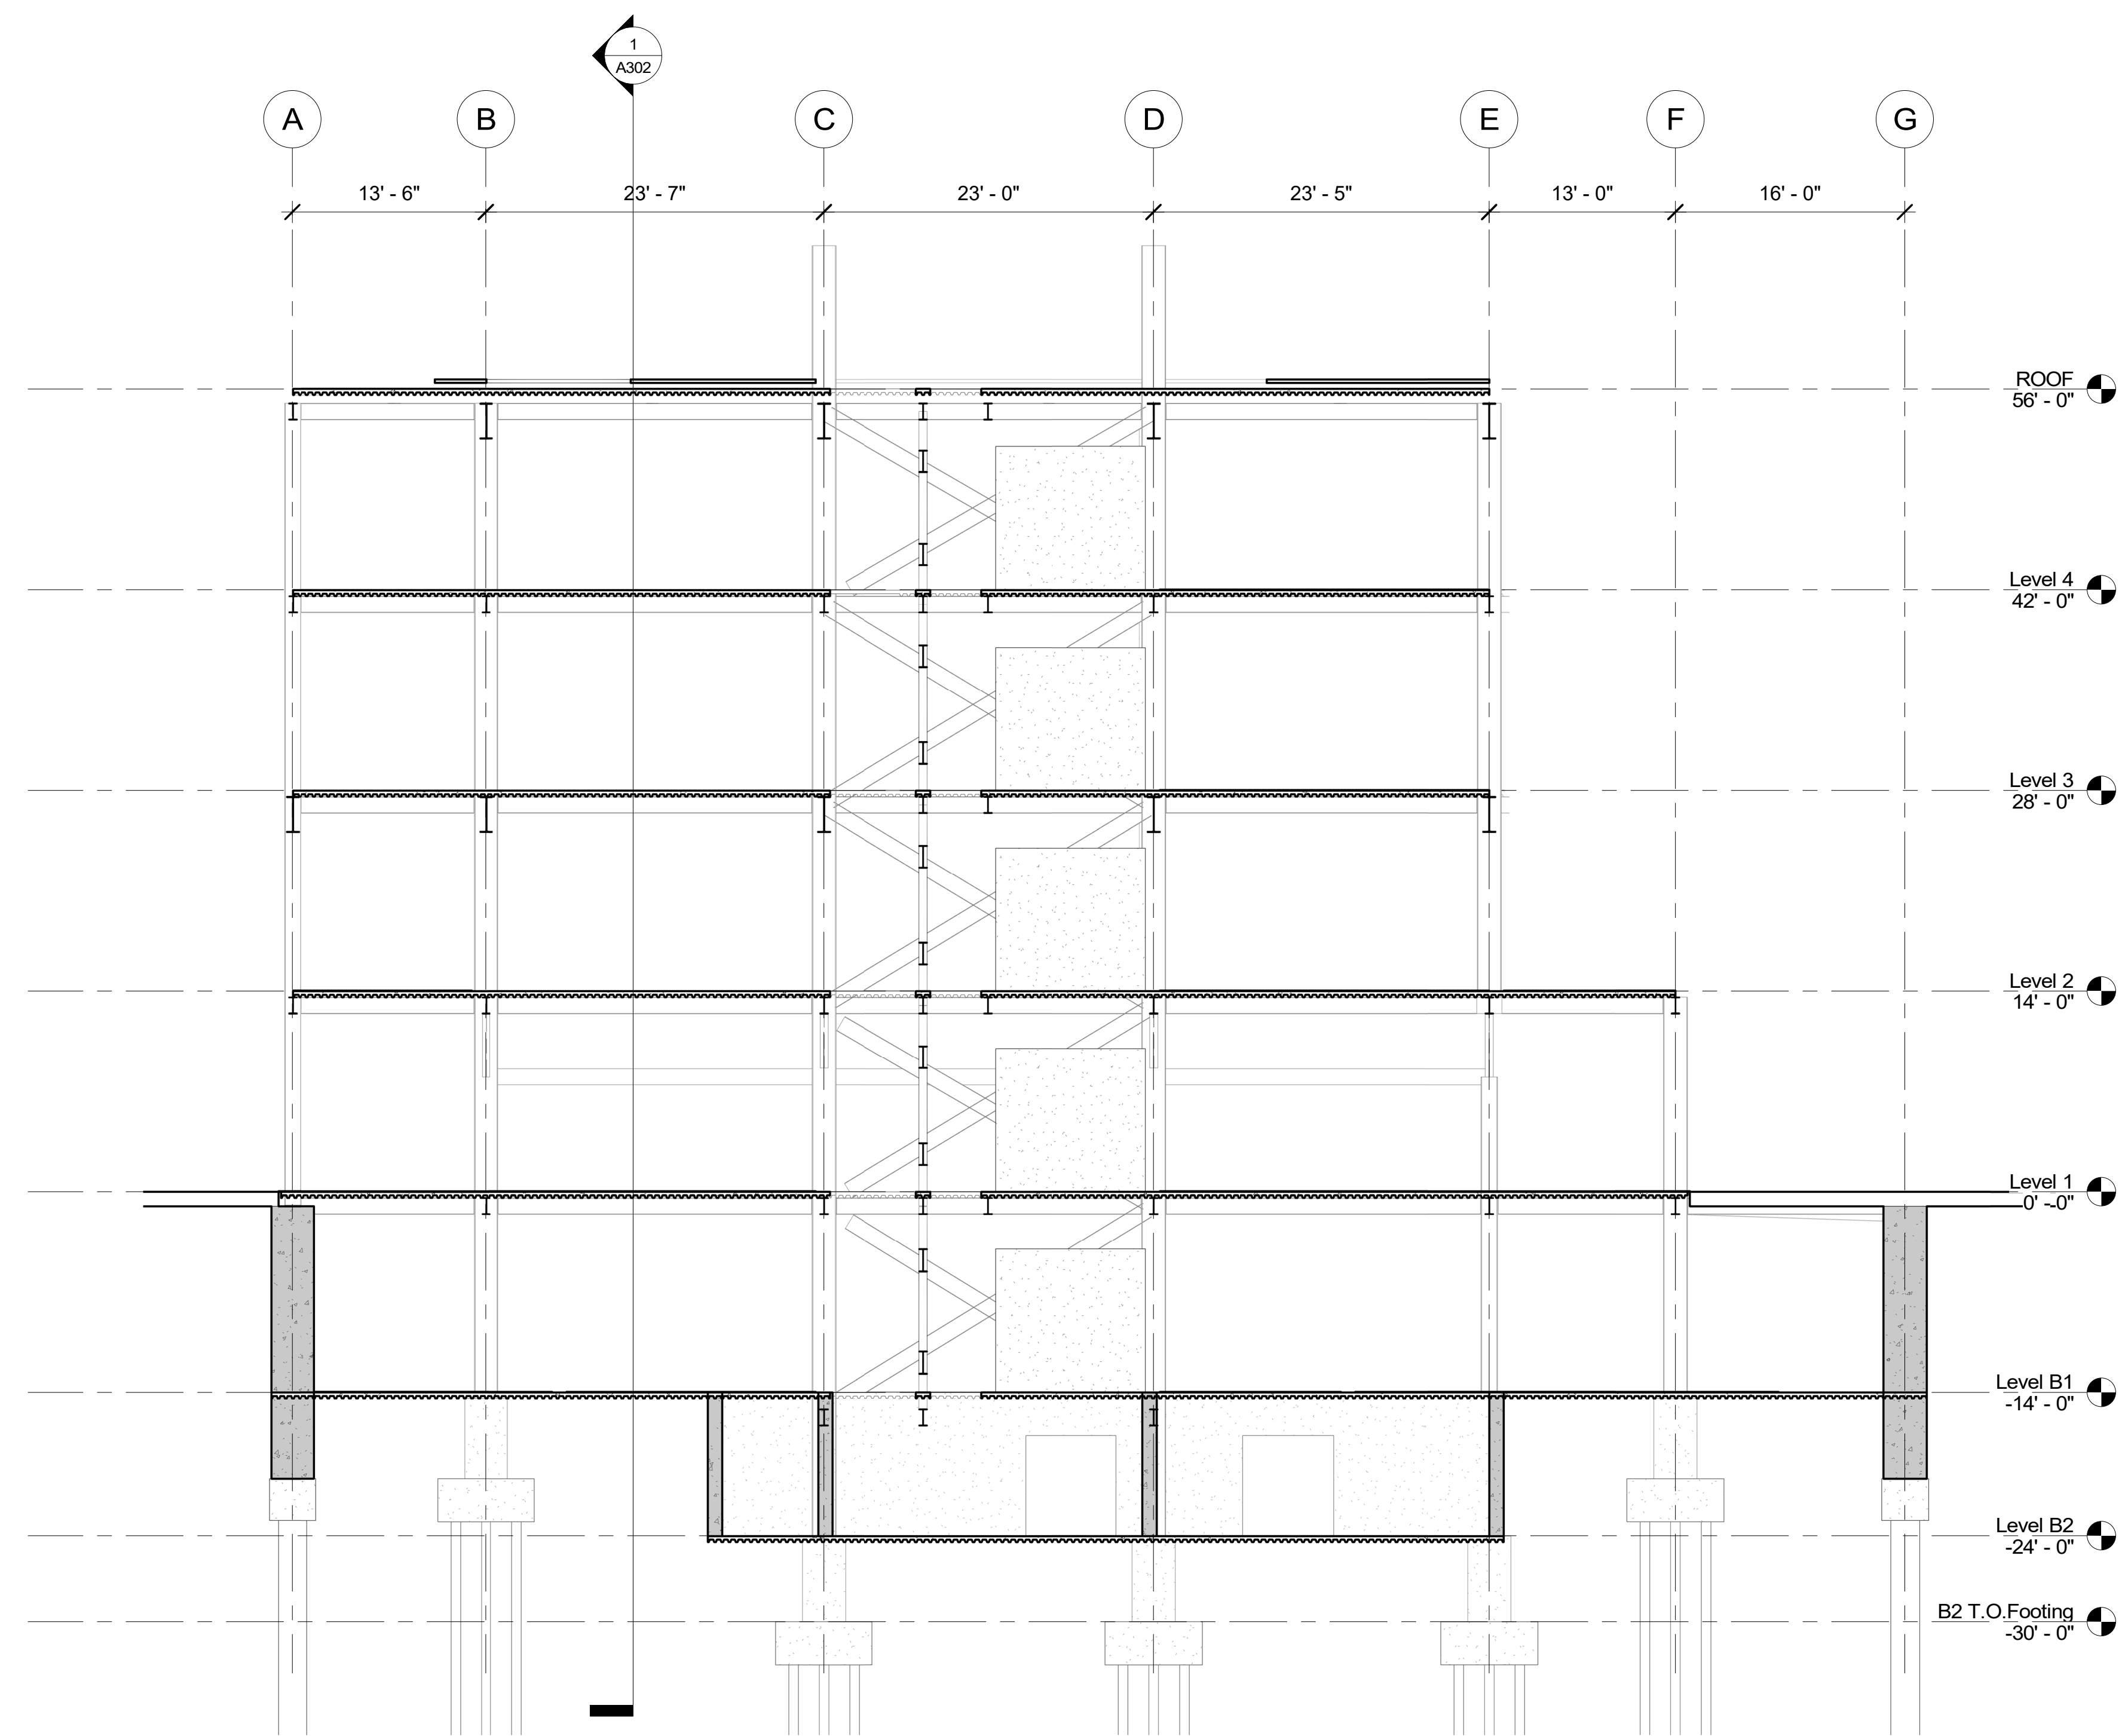 1
A302
A B C D E F G
13' - 6" 23' - 7" 23' - 0" 23' - 5" 13' - 0" 16' - 0"
ROOF
56' - 0"
Level 4
42' - 0"
Level 3
28' - 0"
Level 2
14' - 0"
Level 1
0' - 0"
Level B1
-14' - 0"
Level B2
-24' - 0"
B2 T.O.Footing
-30' - 0"